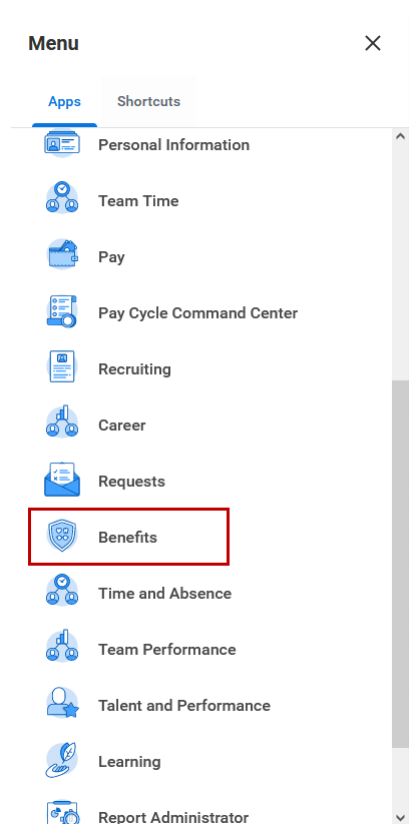 Menu
Apps
Shortcuts
Personal Information
Team Time
Pay
Pay Cycle Command Center
Recruiting
Career
Requests
Benefits
Time and Absence
Team Performance
Talent and Performance
Learning
Report Administrator